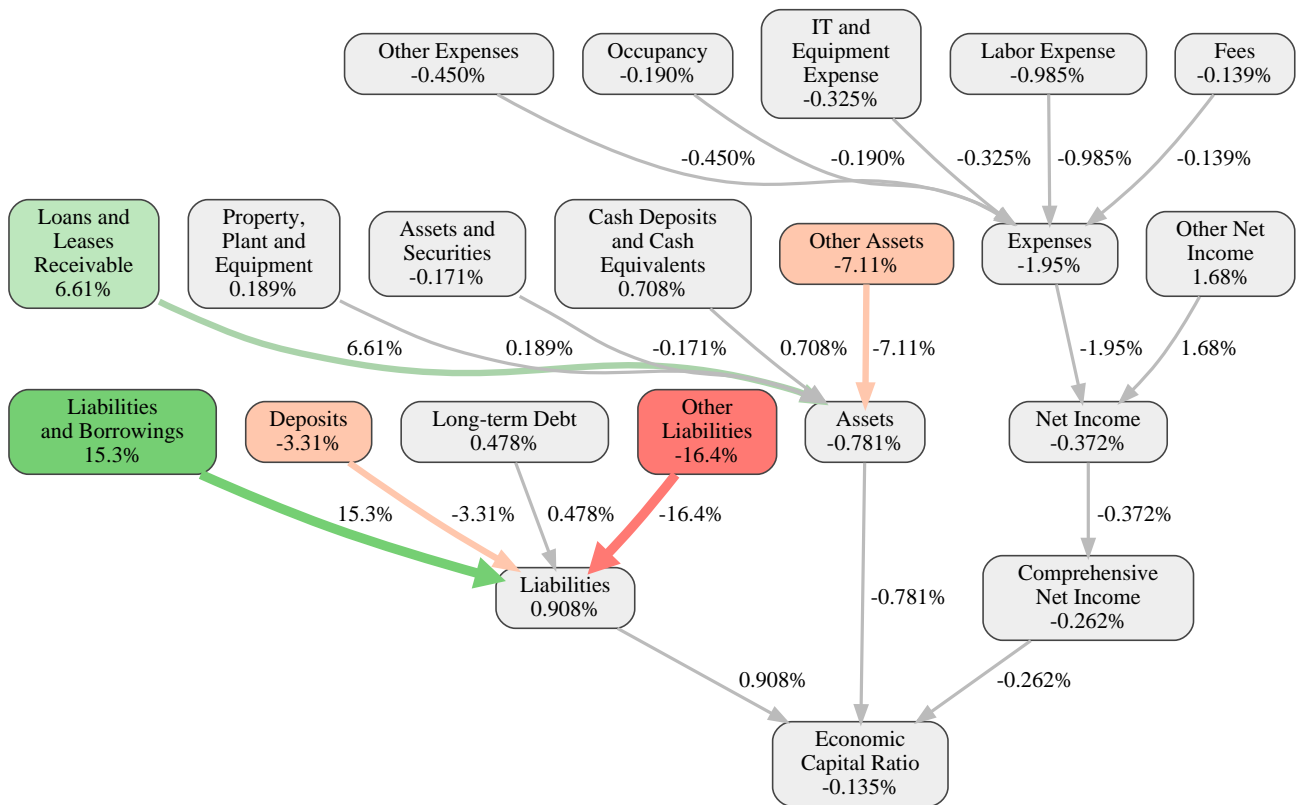 Other Expenses
-0.450%
Occupancy
-0.190%
IT and
Equipment
Expense
-0.325%
Labor Expense
-0.985%
Fees
-0.139%
-0.450%
-0.190%
-0.325%
-0.985%
-0.139%
Loans and
Leases
Receivable
6.61%
Property,
Plant and
Equipment
0.189%
Assets and
Securities
-0.171%
Cash Deposits
and Cash
Equivalents
0.708%
Other Assets
-7.11%
Expenses
-1.95%
Other Net
Income
1.68%
6.61%
0.189%
-0.171%
0.708%
-7.11%
-1.95%
1.68%
Liabilities
and Borrowings
15.3%
Deposits
-3.31%
Long-term Debt
0.478%
Other
Liabilities
-16.4%
Assets
-0.781%
Net Income
-0.372%
15.3%
-3.31%
0.478%
-16.4%
-0.372%
Liabilities
0.908%
-0.781%
Comprehensive
Net Income
-0.262%
0.908%
-0.262%
Economic
Capital Ratio
-0.135%